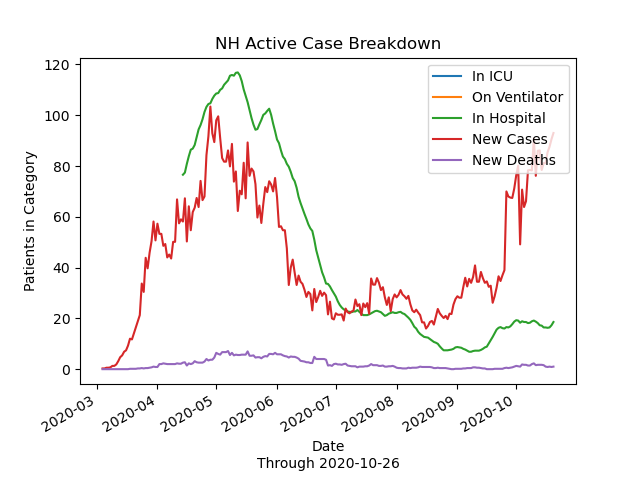 NH Active Case Breakdown
120
100
80
60
40
20
0
Patients in Category
In ICU
On Ventilator
In Hospital
New Cases
New Deaths
2020-03
2020-04
2020-05
2020-06
2020-07
2020-08
2020-09
2020-10
Date
Through 2020-10-26